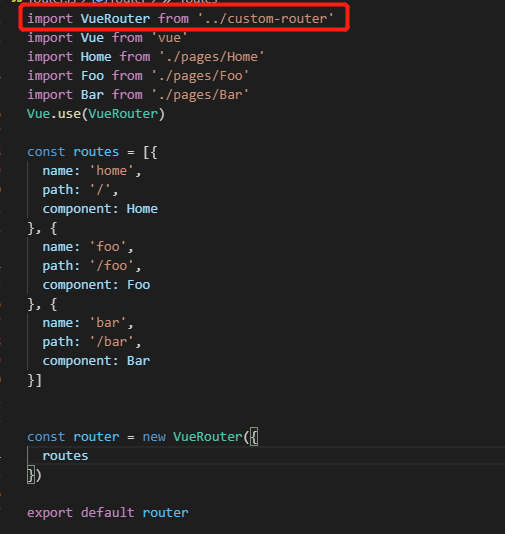 import VueRouter from '../custom-router'
import Vue from 'vue'
import Home from './pages/Home'
import Foo from './pages/Foo'
import Bar from './pages/Bar'
Vue.use(VueRouter)
const routes = [{
name: 'home',
path: '/',
component: Home
}, {
name: 'foo',
path: '/foo',
component: Foo
}, {
name: 'bar',
path: '/bar',
component: Bar
}]
const router = new VueRouter({
routes
})
export default router